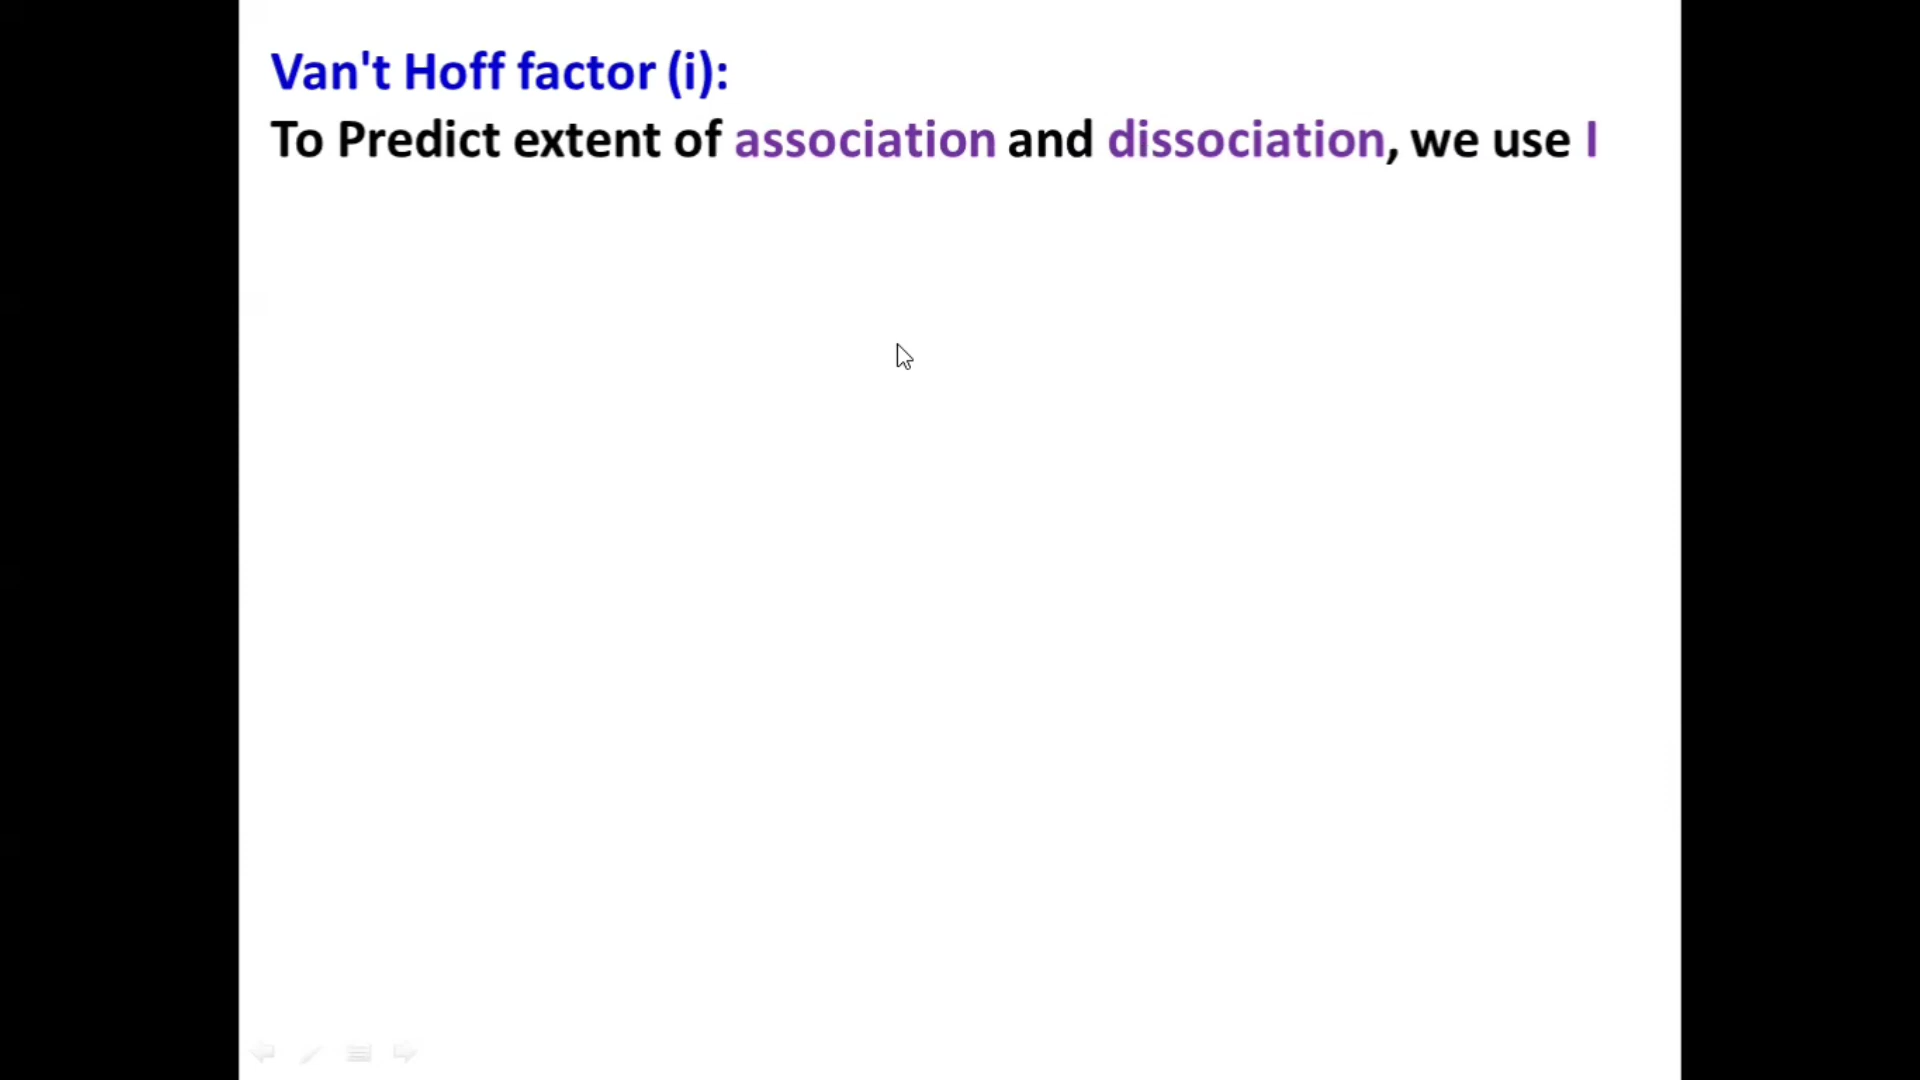 Van't Hoff factor (i):
To Predict extent of association and dissociation, we use I